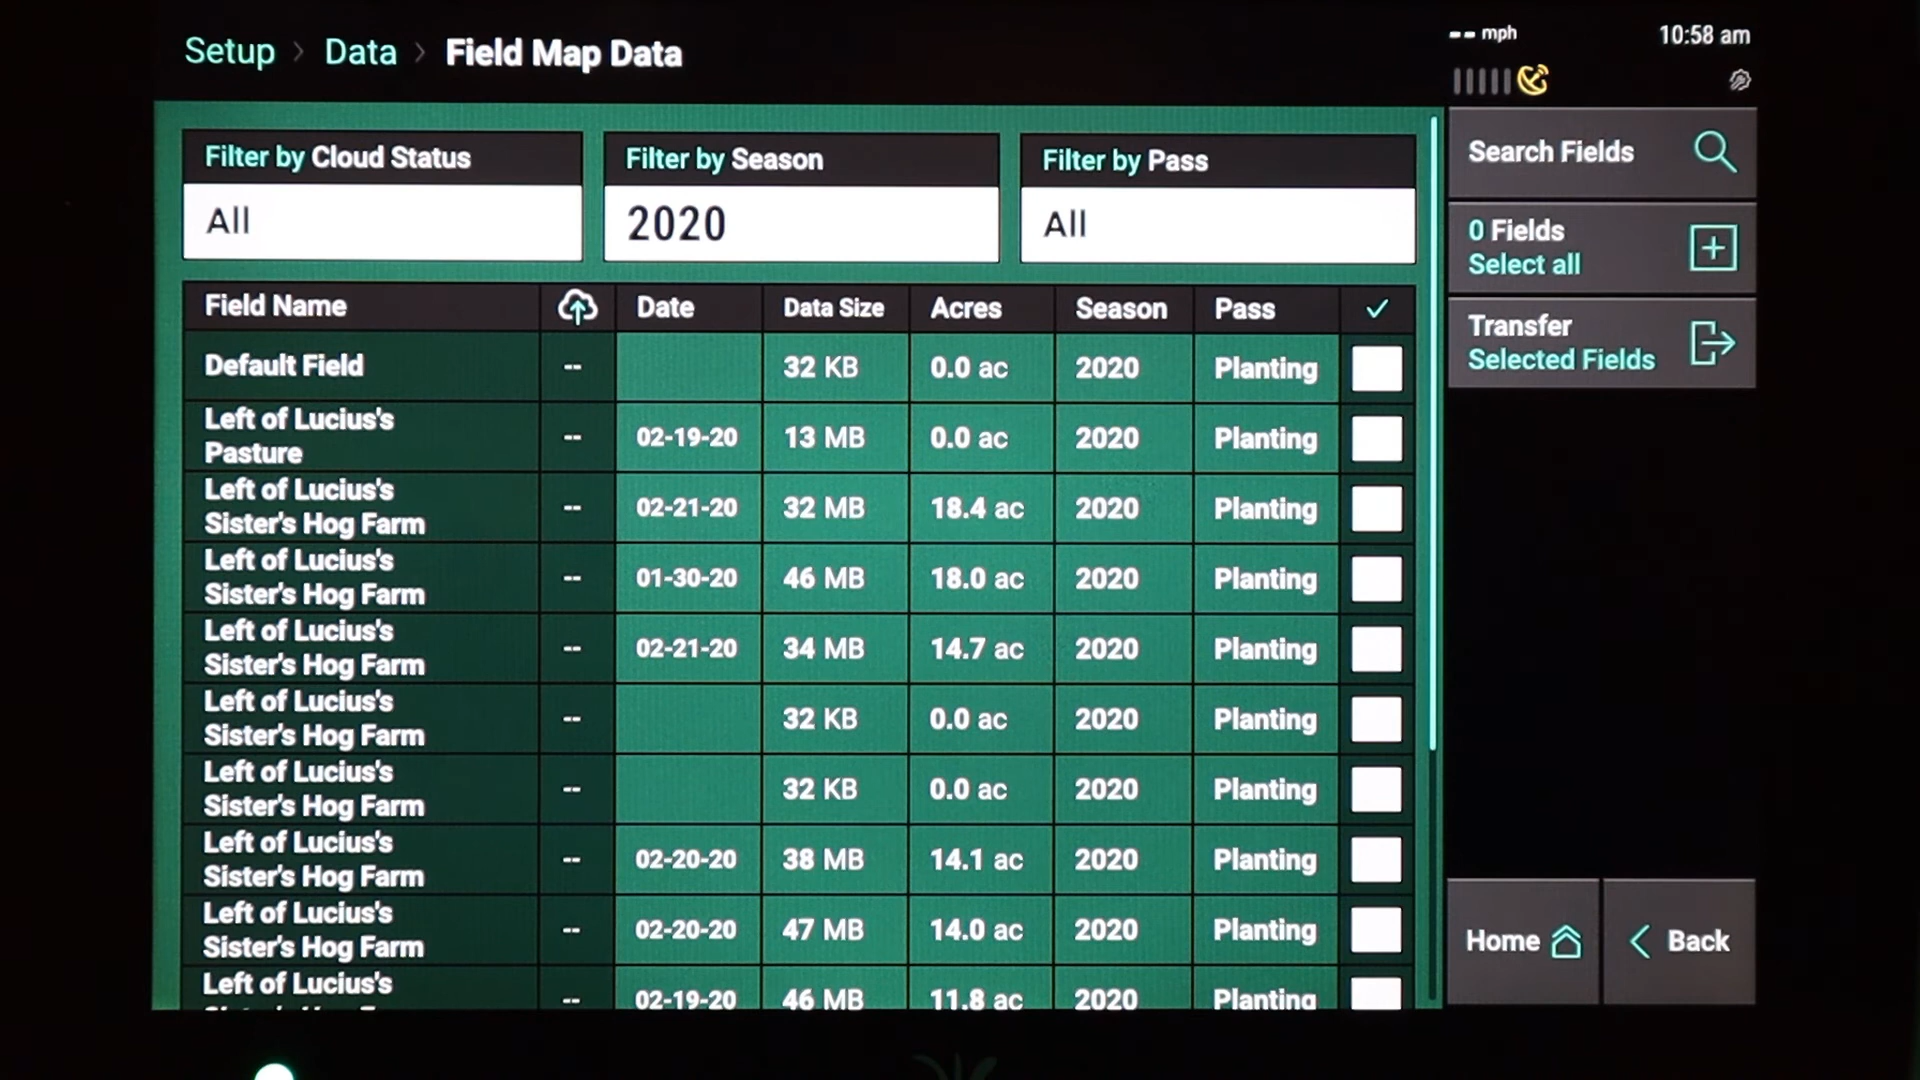 Setup > Data > Field Map Data
-- mph 10:58 am
Filter by Cloud Status
All
Filter by Season
2020
Filter by Pass
All
Search Fields
0 Fields
Select all
Transfer
Selected Fields
Field Name Date Data Size Acres Season Pass ✓
Default Field -- 32 KB 0.0 ac 2020 Planting
Left of Lucius's
Pasture -- 02-19-20 13 MB 0.0 ac 2020 Planting
Left of Lucius's
Sister's Hog Farm -- 02-21-20 32 MB 18.4 ac 2020 Planting
Left of Lucius's
Sister's Hog Farm -- 01-30-20 46 MB 18.0 ac 2020 Planting
Left of Lucius's
Sister's Hog Farm -- 02-21-20 34 MB 14.7 ac 2020 Planting
Left of Lucius's
Sister's Hog Farm -- 32 KB 0.0 ac 2020 Planting
Left of Lucius's
Sister's Hog Farm -- 32 KB 0.0 ac 2020 Planting
Left of Lucius's
Sister's Hog Farm -- 02-20-20 38 MB 14.1 ac 2020 Planting
Left of Lucius's
Sister's Hog Farm -- 02-20-20 47 MB 14.0 ac 2020 Planting
Left of Lucius's
-- 02-19-20 46 MB 11.8 ac 2020 Planting
Home
< Back